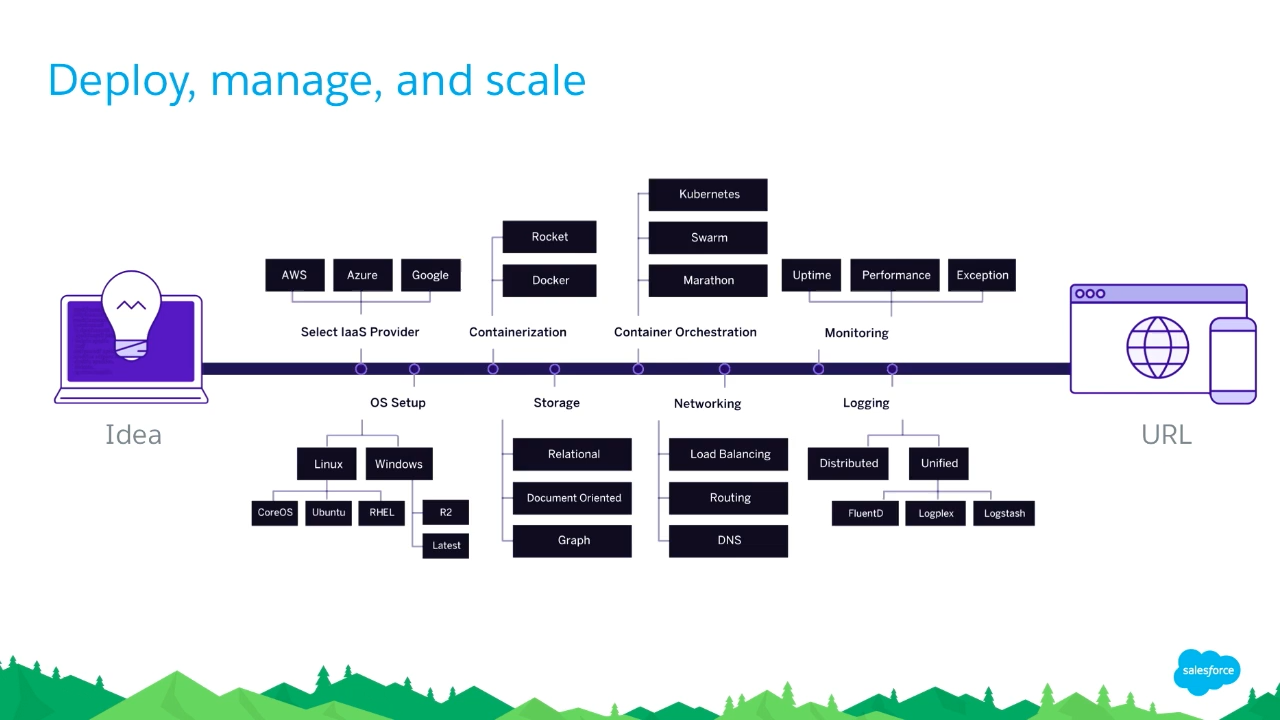 Deploy, manage, and scale
Kubernetes
Rocket
Swarm
AWS
Azure
Google
Docker
Marathon
Uptime
Performance
Exception
Select IaaS Provider
Containerization
Container Orchestration
Monitoring
OS Setup
Storage
Networking
Logging
Idea
URL
Linux
Windows
Relational
Load Balancing
Distributed
Unified
CoreOS
Ubuntu
RHEL
R2
Document Oriented
Routing
FluentD
Logplex
Logstash
Latest
Graph
DNS
salesforce